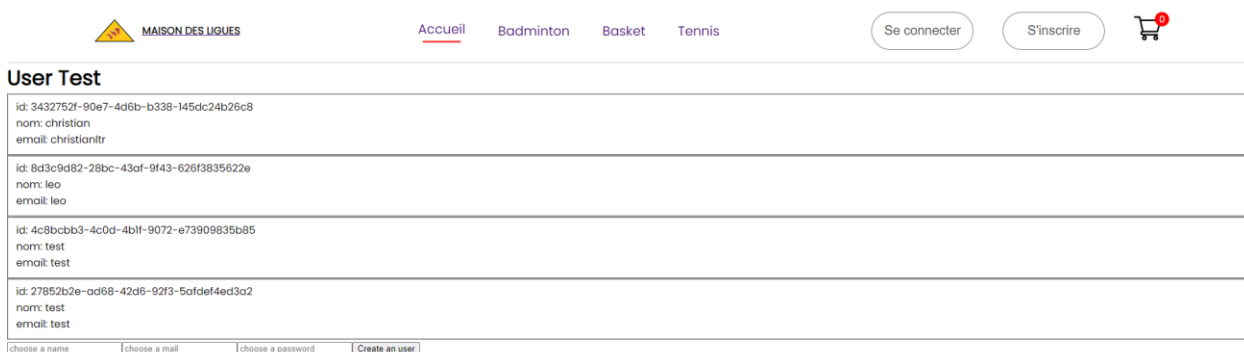 MAISON DES LIGUES Accueil Badminton Basket Tennis Se connecter S'inscrire 0
User Test
id: 3432752f-90e7-4d6b-b338-145dc24b26c8
nom: christian
email: christianltr
id: 8d3c9d82-28bc-43af-9f43-626f3835622e
nom: leo
email: leo
id: 4c8bcbb3-4c0d-4b1f-9072-e73909835b85
nom: test
email: test
id: 27852b2e-ad68-42d6-92f3-5afdef4ed3a2
nom: test
email: test
choose a name choose a mail choose a password Create an user